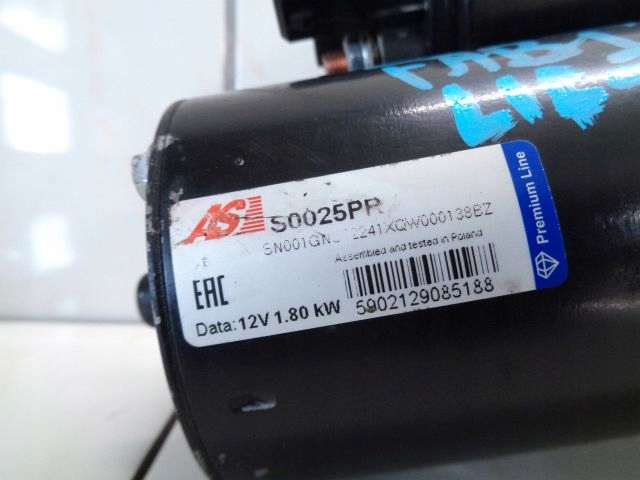 AS S0025PR
Assembled and tested in Poland
EAC
5902129085188
Data: 12V 1.80 kW
Premium Line